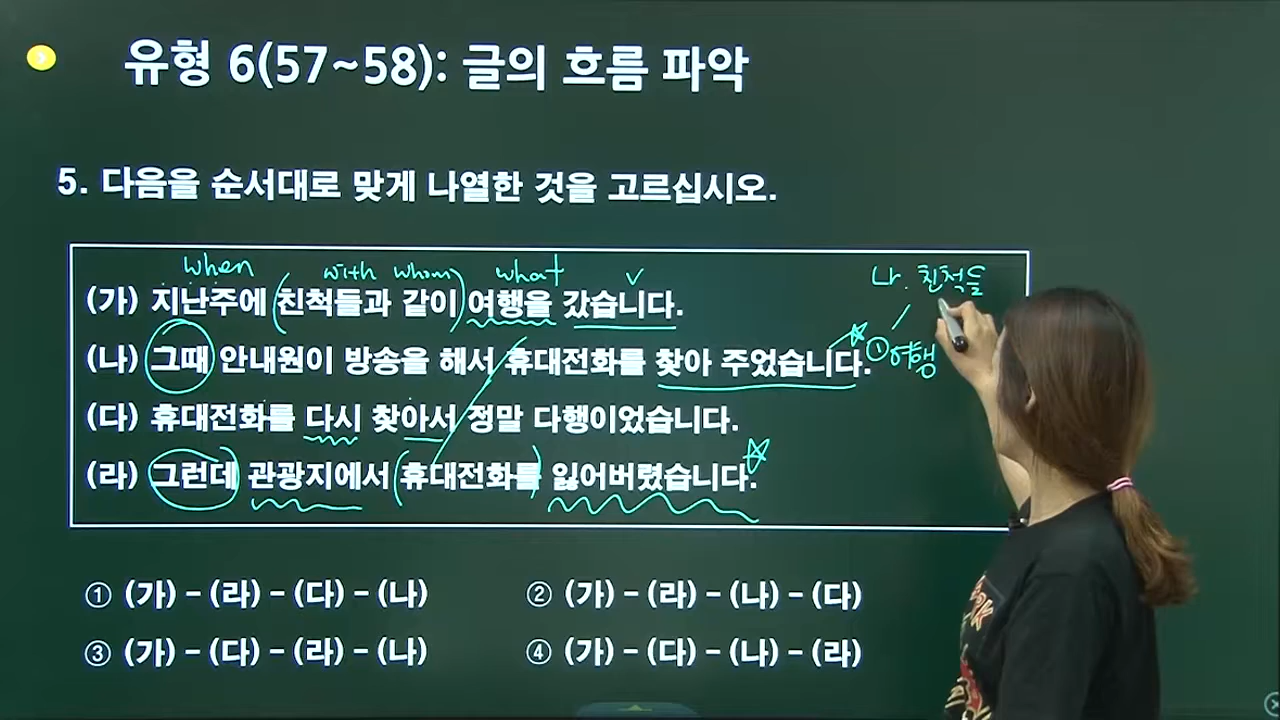 유형 6(57~58): 글의 흐름 파악
5. 다음을 순서대로 맞게 나열한 것을 고르십시오.
when with whom what
나. 친척들
(가) 지난주에 친척들과 같이 여행을 갔습니다.
(나) 그때 안내원이 방송을 해서 휴대전화를 찾아 주었습니다.
① 여행
(다) 휴대전화를 다시 찾아서 정말 다행이었습니다.
(라) 그런데 관광지에서 휴대전화를 잃어버렸습니다.
① (가) – (라) – (다) – (나)
② (가) – (라) – (나) – (다)
③ (가) – (다) – (라) – (나)
④ (가) – (다) – (나) – (라)